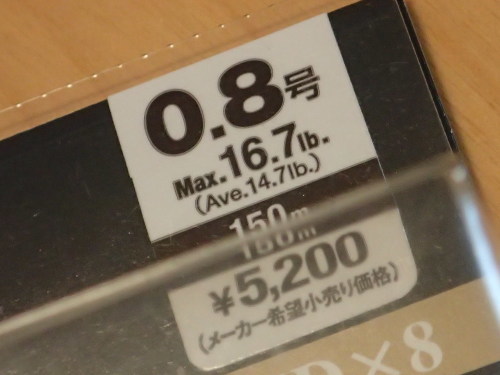 0.8号
Max.16.7lb.
(Ave.14.7lb.)
150m
¥5,200
(メーカー希望小売り価格)
×8